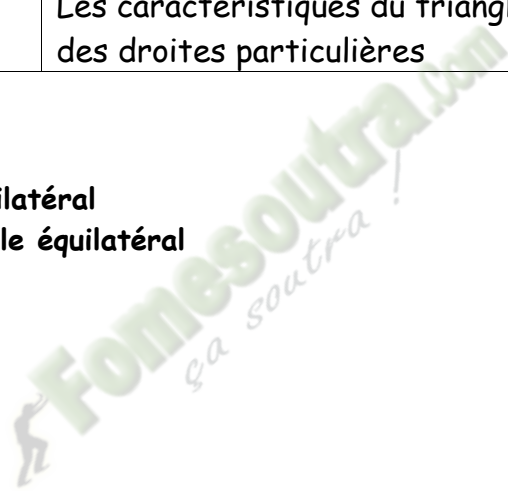 Les caractéristiques du triangl
des droites particulières
ilatéral
le équilatéral
Fomesoutra.com
ça soutra !